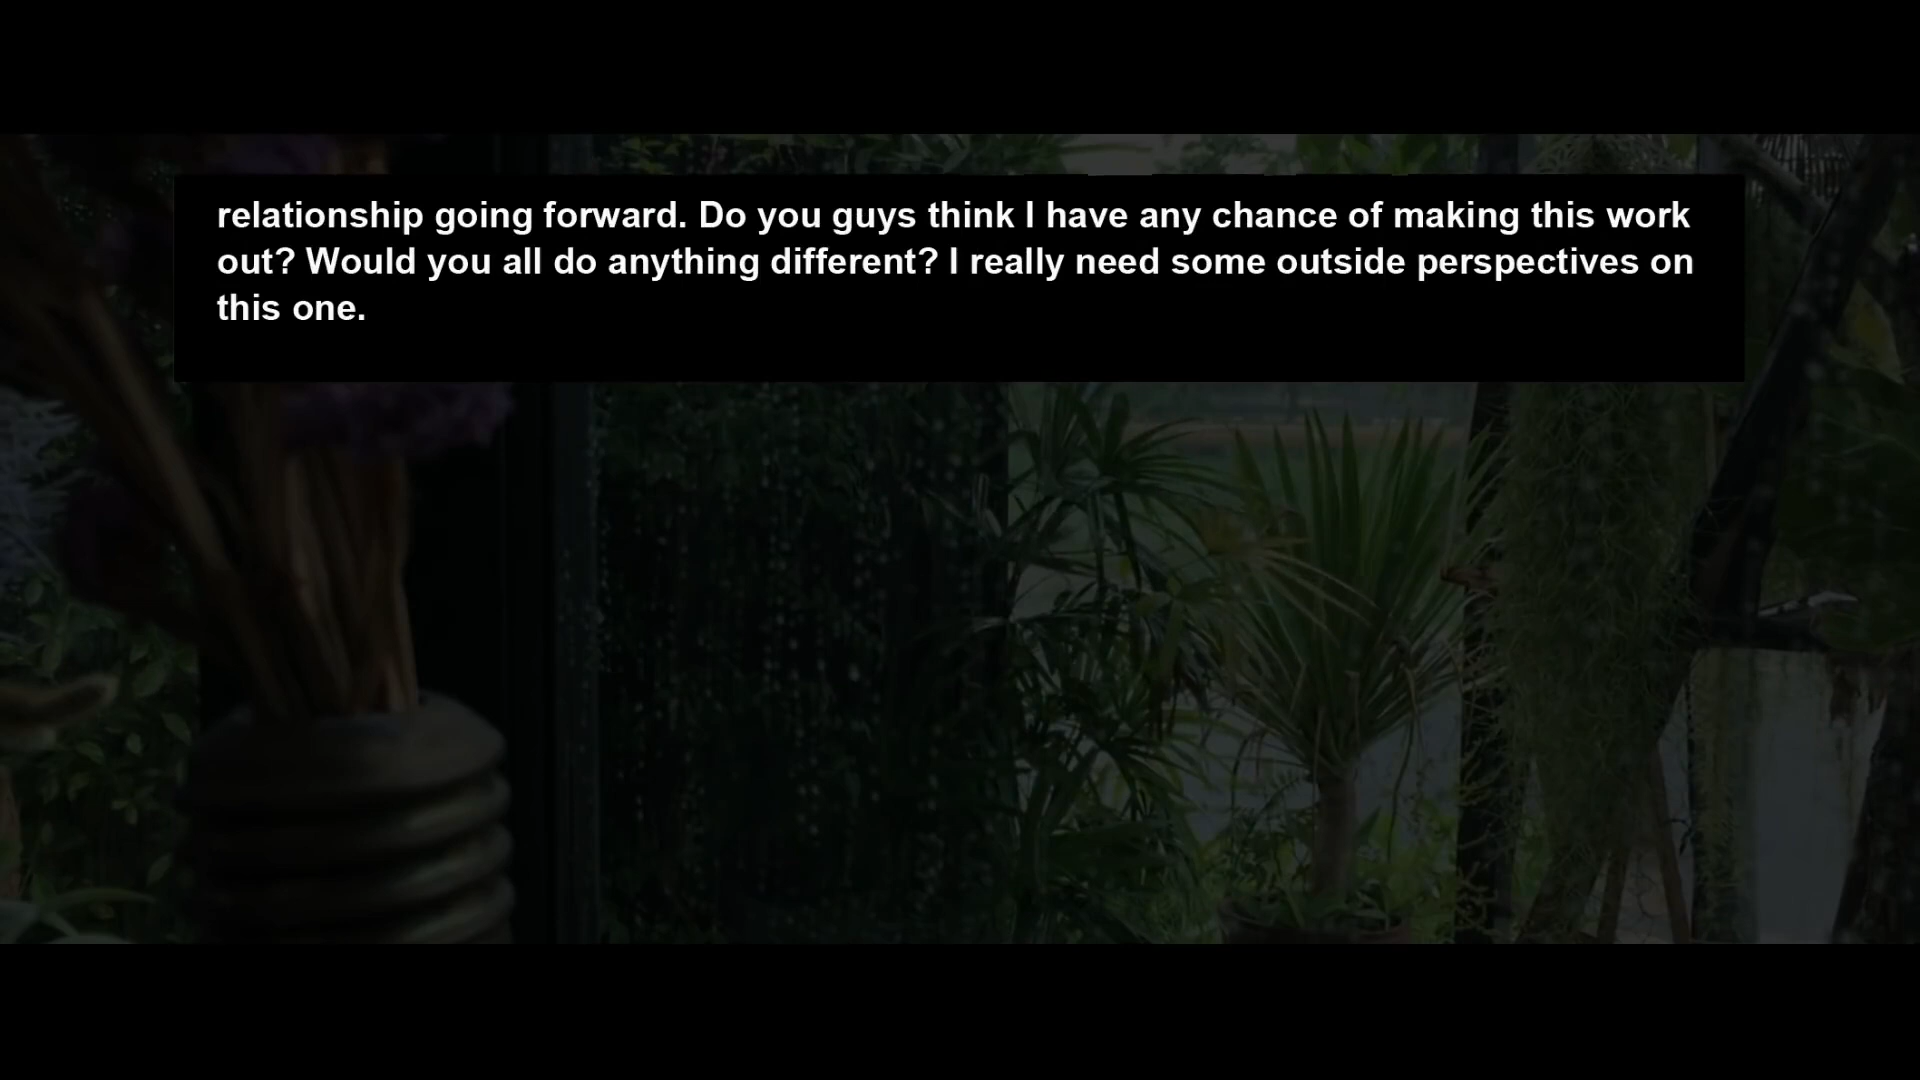 relationship going forward. Do you guys think I have any chance of making this work
out? Would you all do anything different? I really need some outside perspectives on
this one.